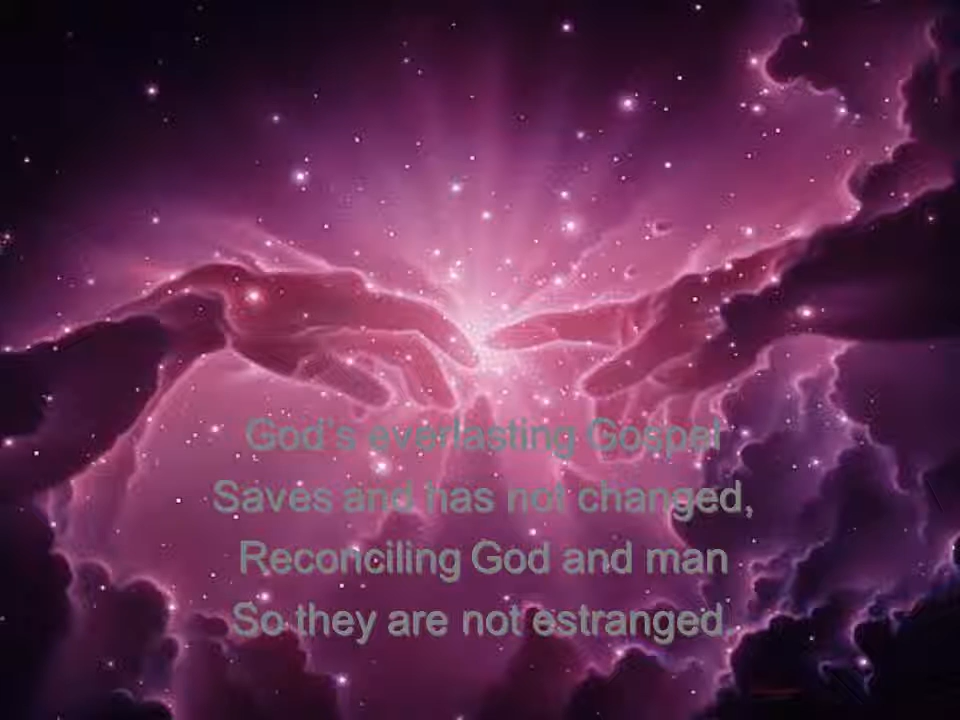 God's everlasting Gospel
Saves and has not changed,
Reconciling God and man
So they are not estranged.